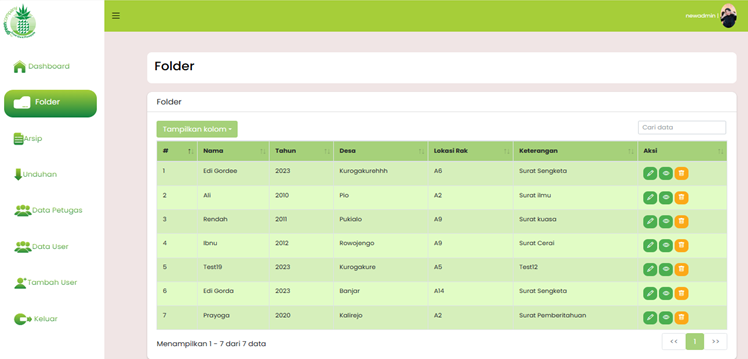 newadmin |
Dashboard
Folder
Arsip
Unduhan
Data Petugas
Data User
Tambah User
Keluar
Folder
Folder
Tampilkan kolom
Cari data
# Nama Tahun Desa Lokasi Rak Keterangan Aksi
1 Edi Gordee 2023 Kurogakurehhh A6 Surat Sengketa
2 Ali 2010 Pio A2 Surat ilmu
3 Rendah 2011 Pukialo A9 Surat kuasa
4 Ibnu 2012 Rowojengo A9 Surat Cerai
5 Test19 2023 Kurogakure A5 Test12
6 Edi Gorda 2023 Banjar A14 Surat Sengketa
7 Prayoga 2020 Kalirejo A2 Surat Pemberitahuan
Menampilkan 1 - 7 dari 7 data
<< 1 >>